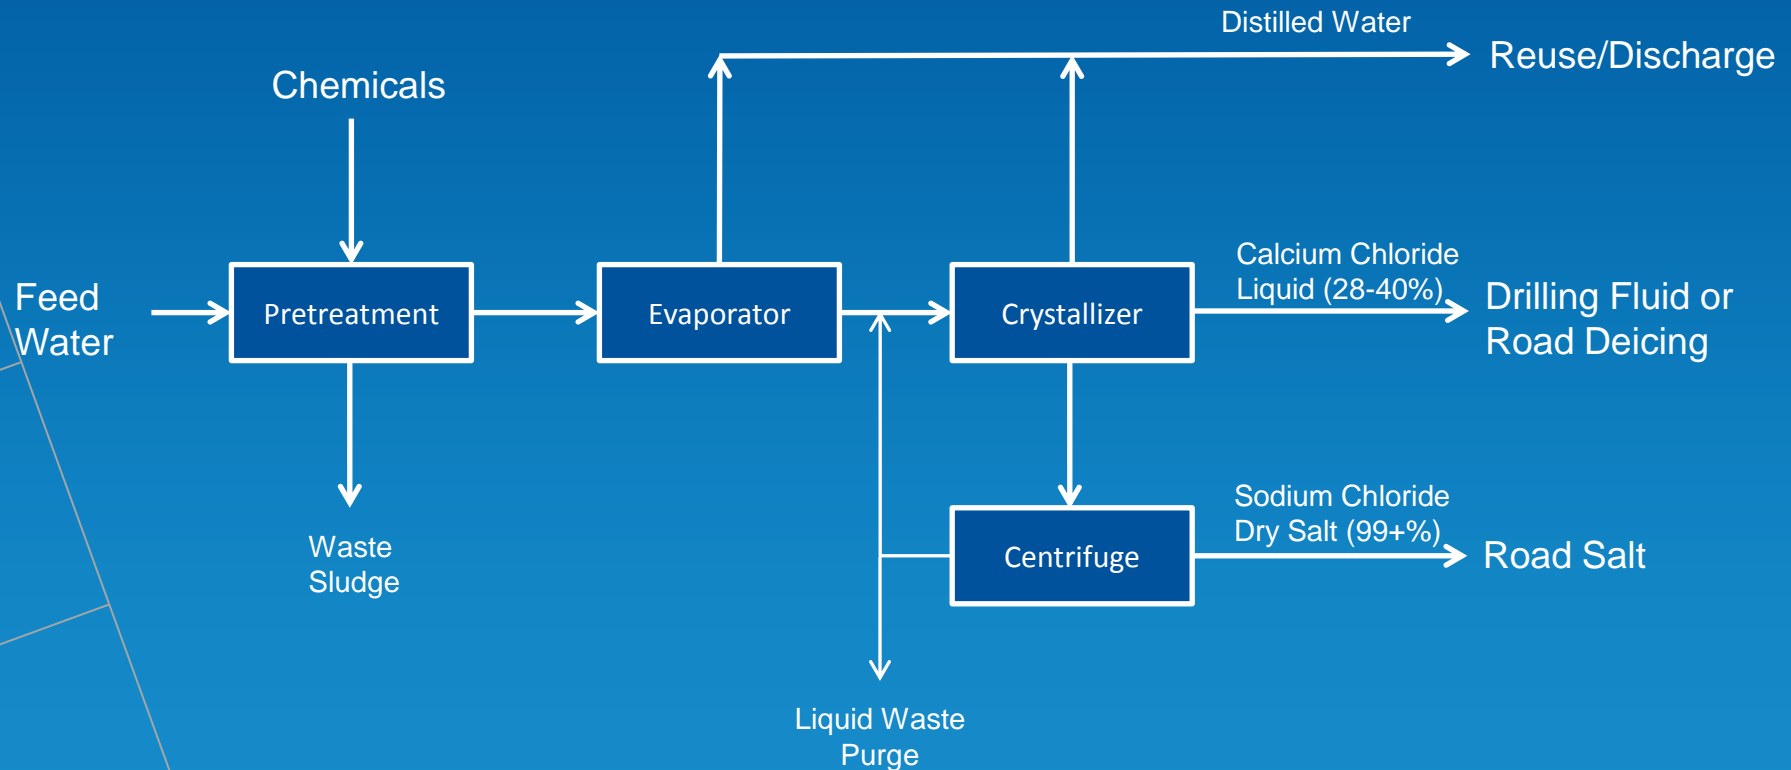 Distilled Water
Reuse/Discharge
Chemicals
Feed
Water
Pretreatment
Evaporator
Crystallizer
Calcium Chloride
Liquid (28-40%)
Drilling Fluid or
Road Deicing
Waste
Sludge
Centrifuge
Sodium Chloride
Dry Salt (99+%)
Road Salt
Liquid Waste
Purge